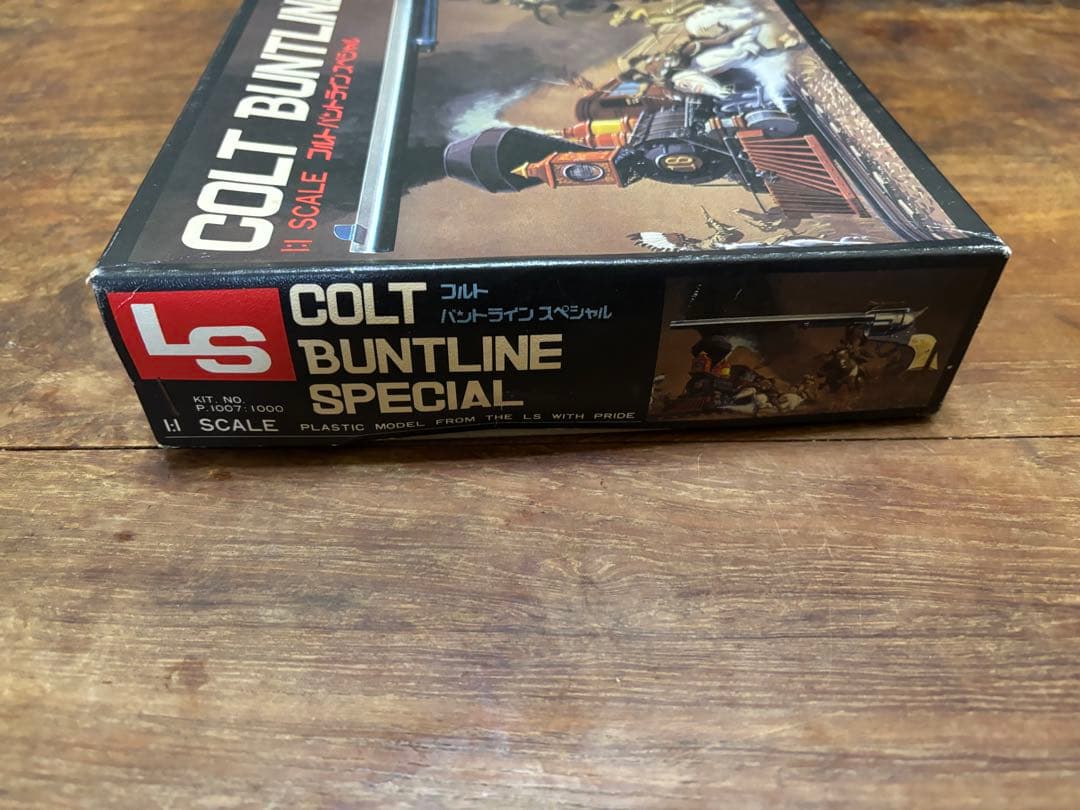 COLT BUNTLINE
1:1 SCALE コルト・バントライン スペシャル
18
LS
COLT コルト
バントライン スペシャル
BUNTLINE
SPECIAL
KIT. NO.
P.1007:1000
1:1 SCALE PLASTIC MODEL FROM THE LS WITH PRIDE